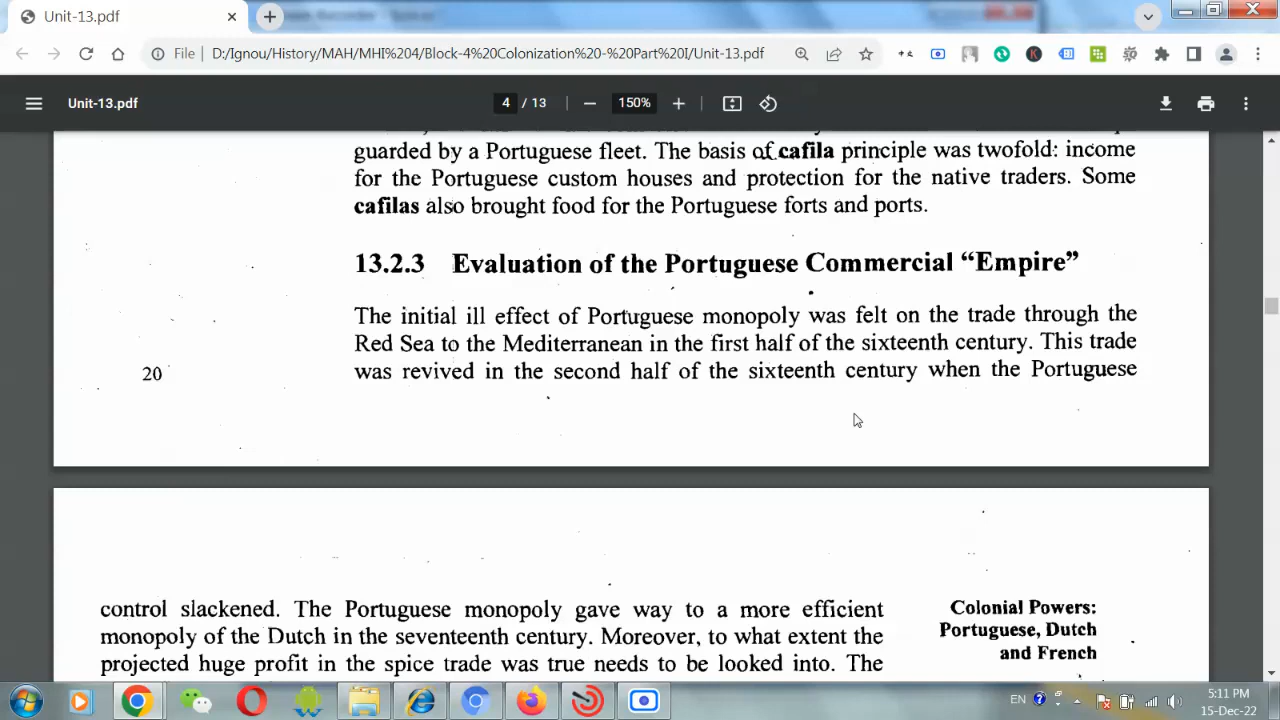 Unit-13.pdf
File
D:/Ignou/History/MAH/MHI%204/Block-4%20Colonization%20-%20Part%20I/Unit-13.pdf
Unit-13.pdf
4 / 13
150%
guarded by a Portuguese fleet. The basis of cafila principle was twofold: income
for the Portuguese custom houses and protection for the native traders. Some
cafilas also brought food for the Portuguese forts and ports.
13.2.3 Evaluation of the Portuguese Commercial “Empire”
The initial ill effect of Portuguese monopoly was felt on the trade through the
Red Sea to the Mediterranean in the first half of the sixteenth century. This trade
20
was revived in the second half of the sixteenth century when the Portuguese
control slackened. The Portuguese monopoly gave way to a more efficient
monopoly of the Dutch in the seventeenth century. Moreover, to what extent the
projected huge profit in the spice trade was true needs to be looked into. The
Colonial Powers:
Portuguese, Dutch
and French
EN
5:11 PM
15-Dec-22